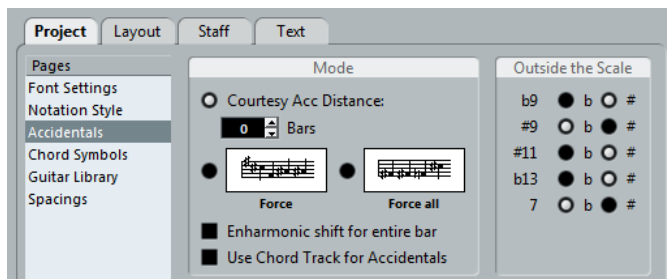 Project Layout Staff Text
Pages
Font Settings
Notation Style
Accidentals
Chord Symbols
Guitar Library
Spacings
Mode
Courtesy Acc Distance:
0 Bars
Force Force all
Enharmonic shift for entire bar
Use Chord Track for Accidentals
Outside the Scale
b9 b #
#9 b #
#11 b #
b13 b #
7 b #